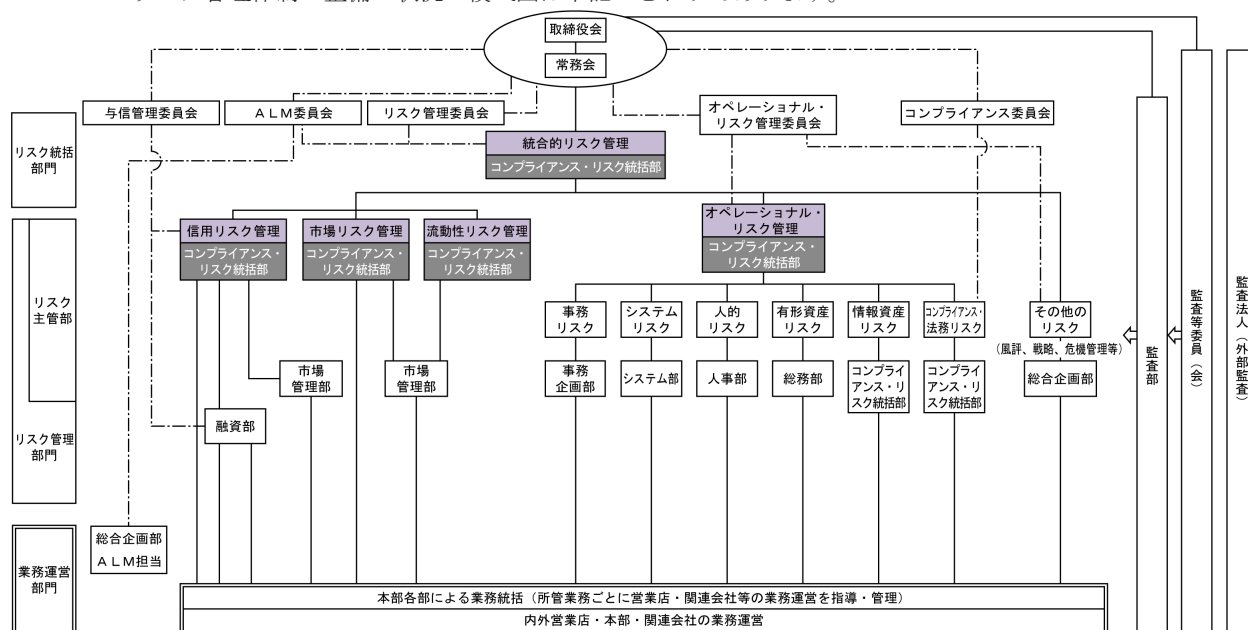 取締役会
常務会
与信管理委員会
ALM委員会
リスク管理委員会
オペレーショナル・
リスク管理委員会
コンプライアンス委員会
リスク統括
部門
統合的リスク管理
コンプライアンス・リスク統括部
信用リスク管理
コンプライアンス・
リスク統括部
市場リスク管理
コンプライアンス・
リスク統括部
流動性リスク管理
コンプライアンス・
リスク統括部
オペレーショナル・
リスク管理
コンプライアンス・
リスク統括部
リスク
主管部
リスク管理
部門
事務
リスク
システム
リスク
人的
リスク
有形資産
リスク
情報資産
リスク
コンプライアンス・
法務リスク
その他の
リスク
(風評、戦略、危機管理等)
市場
管理部
市場
管理部
事務
企画部
システム部
人事部
総務部
コンプライ
アンス・リ
スク統括部
コンプライ
アンス・リ
スク統括部
総合企画部
融資部
総合企画部
ALM担当
業務運営
部門
本部各部による業務統括(所管業務ごとに営業店・関連会社等の業務運営を指導・管理)
内外営業店・本部・関連会社の業務運営
監査部
監査等委員(会)
監査法人(外部監査)